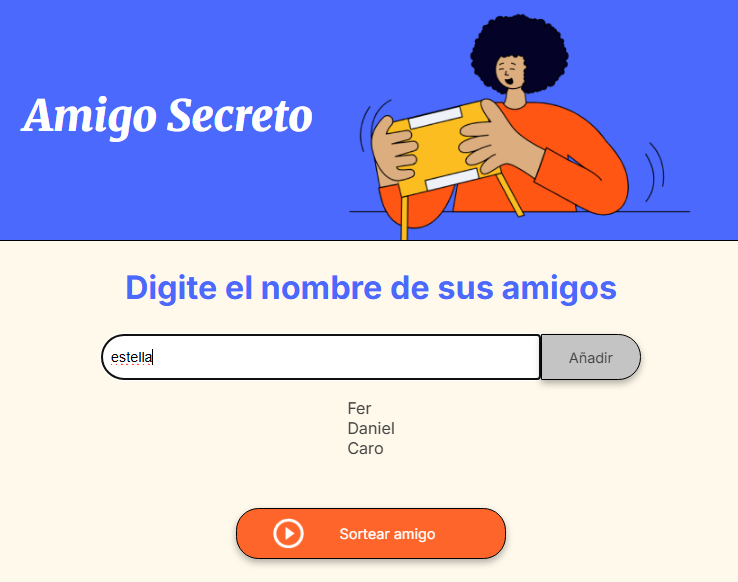 Amigo Secreto
Digite el nombre de sus amigos
estella
Añadir
Fer
Daniel
Caro
Sortear amigo